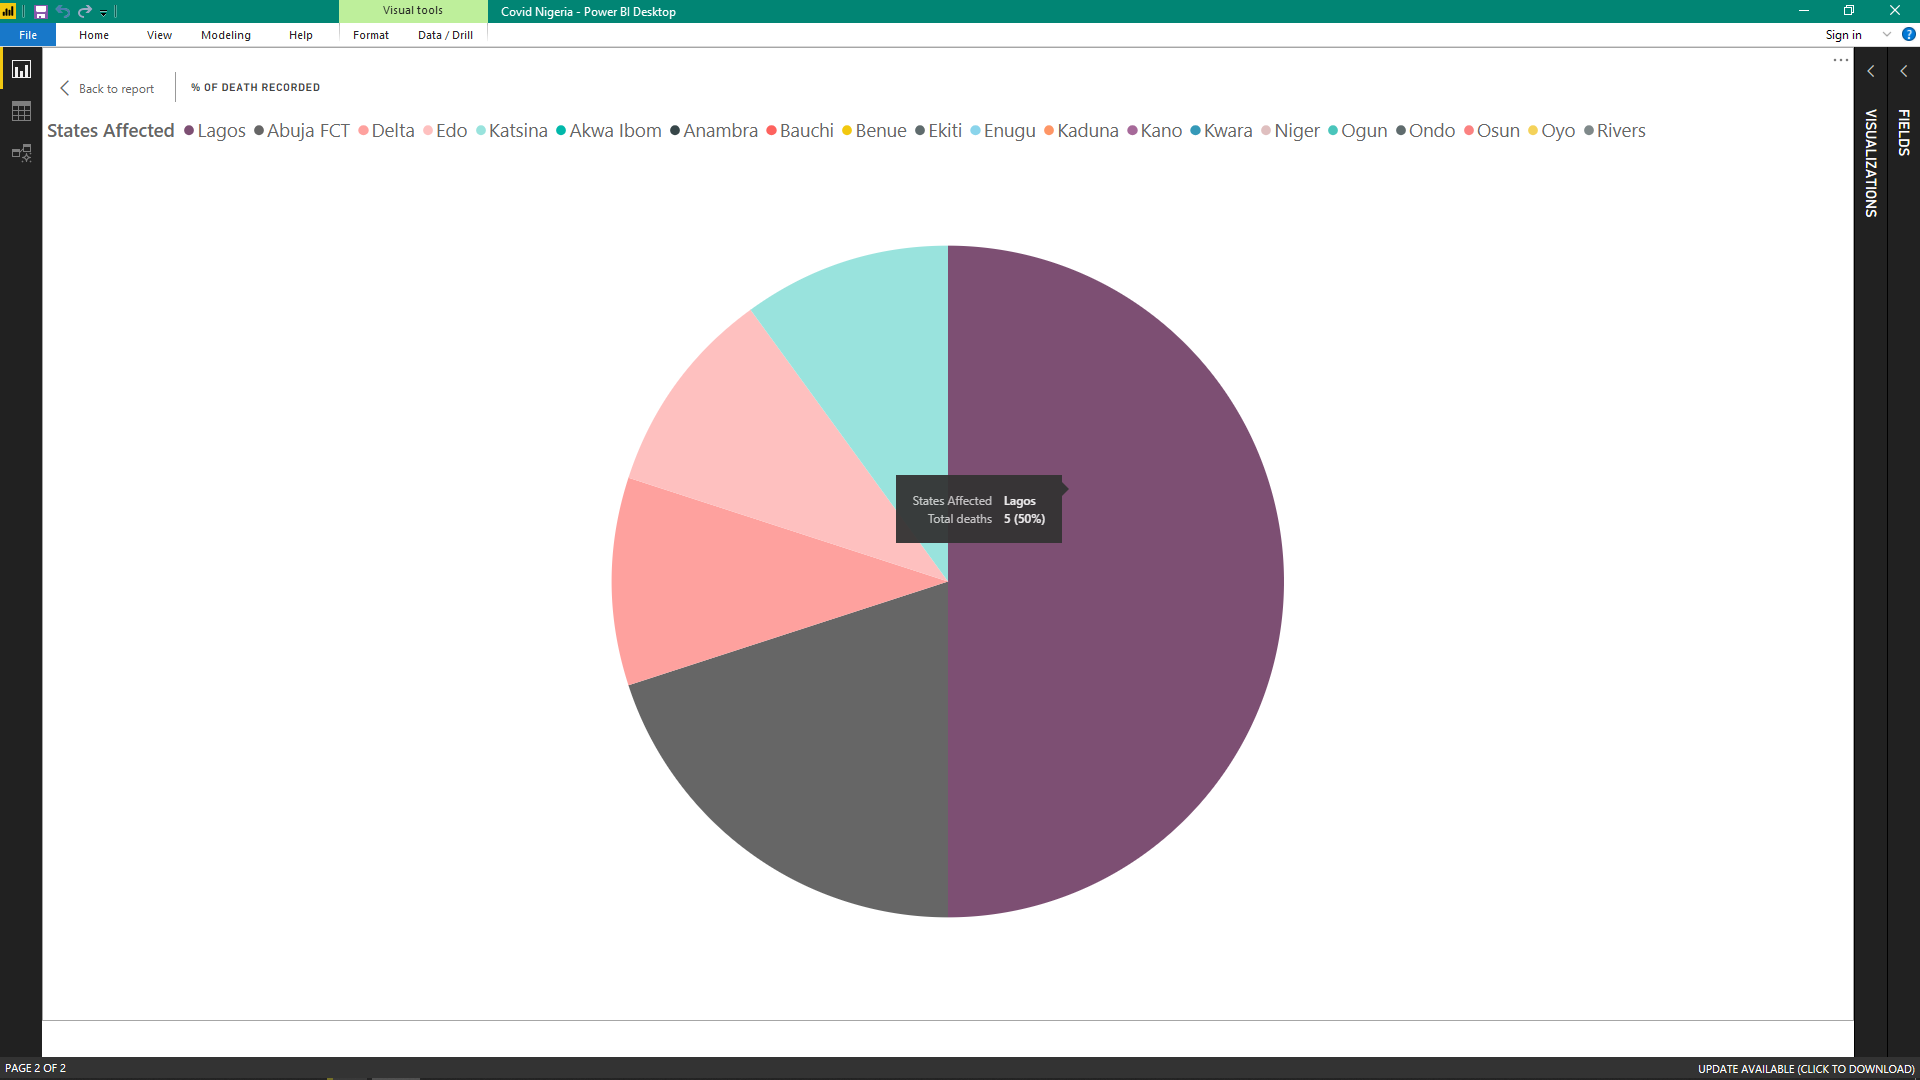 Visual tools
Covid Nigeria - Power BI Desktop
File Home View Modeling Help Format Data / Drill Sign in ?
Back to report % OF DEATH RECORDED
States Affected Lagos Abuja FCT Delta Edo Katsina Akwa Ibom Anambra Bauchi Benue Ekiti Enugu Kaduna Kano Kwara Niger Ogun Ondo Osun Oyo Rivers
VISUALIZATIONS
FIELDS
States Affected Lagos
Total deaths 5 (50%)
PAGE 2 OF 2
UPDATE AVAILABLE (CLICK TO DOWNLOAD)